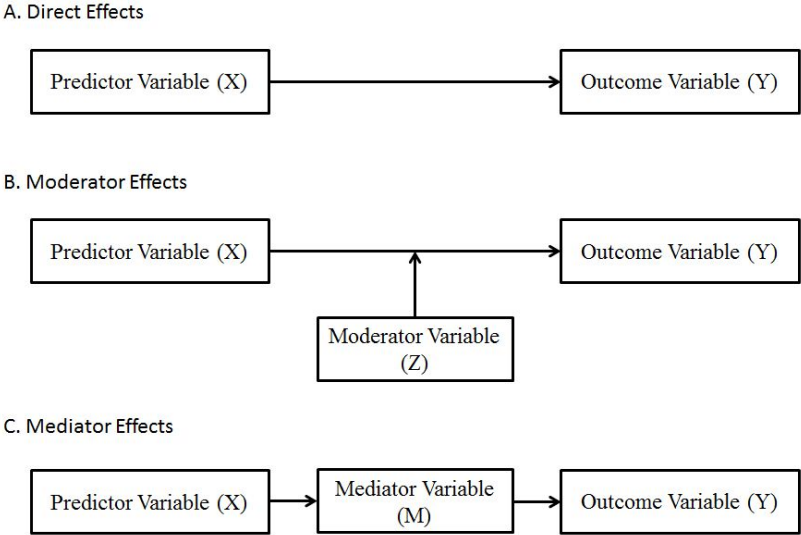 A. Direct Effects
Predictor Variable (X)
Outcome Variable (Y)
B. Moderator Effects
Predictor Variable (X)
Outcome Variable (Y)
Moderator Variable
(Z)
C. Mediator Effects
Predictor Variable (X)
Mediator Variable
(M)
Outcome Variable (Y)